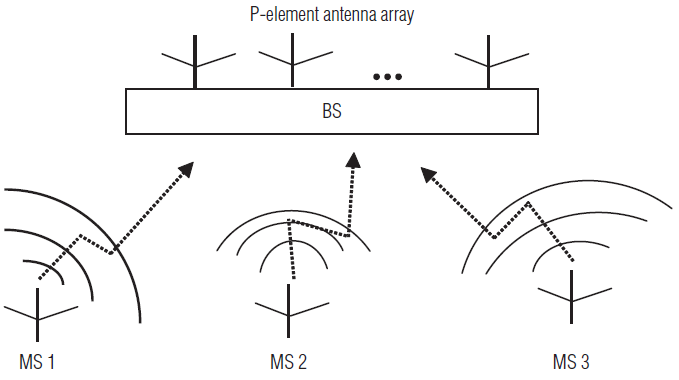 P-element antenna array
BS
MS 1
MS 2
MS 3